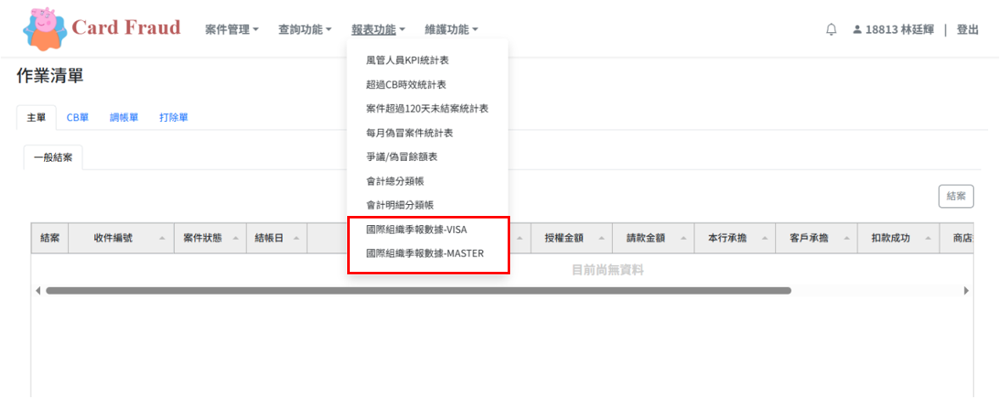 Card Fraud 案件管理 查詢功能 報表功能 維護功能 18813 林廷輝 | 登出
風管人員KPI統計表
作業清單
超過CB時效統計表
案件超過120天未結案統計表
主單 CB單 調帳單 打除單
每月偽冒案件統計表
爭議/偽冒餘額表
一般結案
會計總分類帳
結案
會計明細分類帳
國際組織季報數據-VISA
結案 收件編號 案件狀態 結帳日 授權金額 請款金額 本行承擔 客戶承擔 扣款成功 商店
國際組織季報數據-MASTER
目前尚無資料